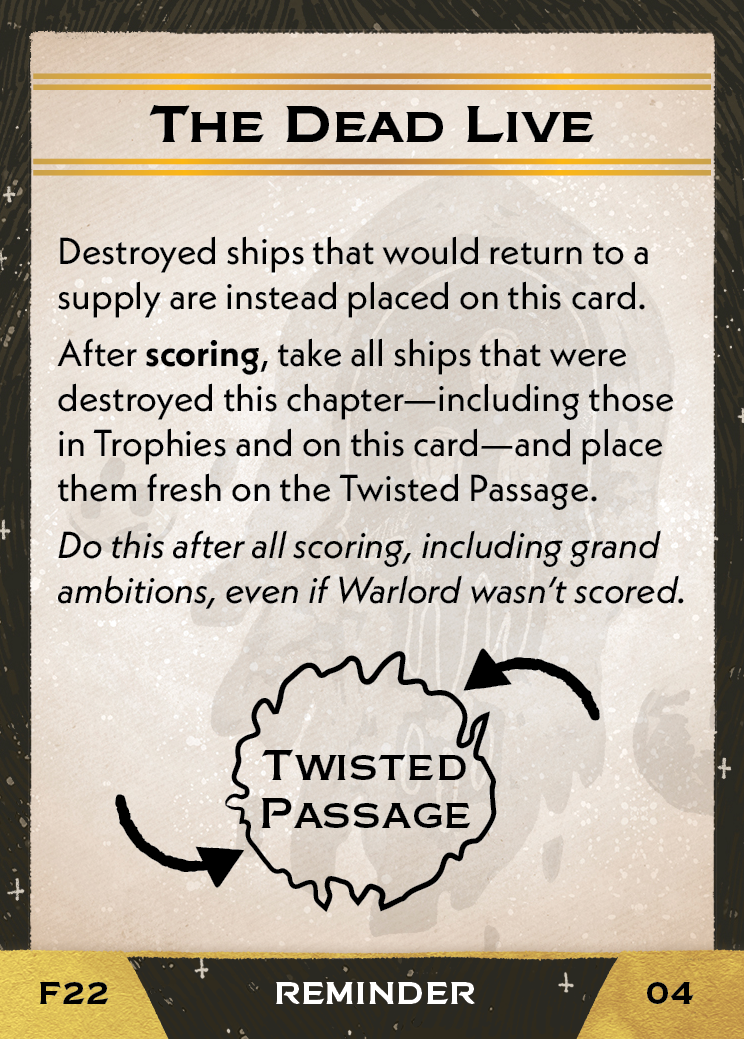 The Dead Live
Destroyed ships that would return to a
supply are instead placed on this card.
After scoring, take all ships that were
destroyed this chapter—including those
in Trophies and on this card—and place
them fresh on the Twisted Passage.
Do this after all scoring, including grand
ambitions, even if Warlord wasn't scored.
Twisted
Passage
F22
REMINDER
04